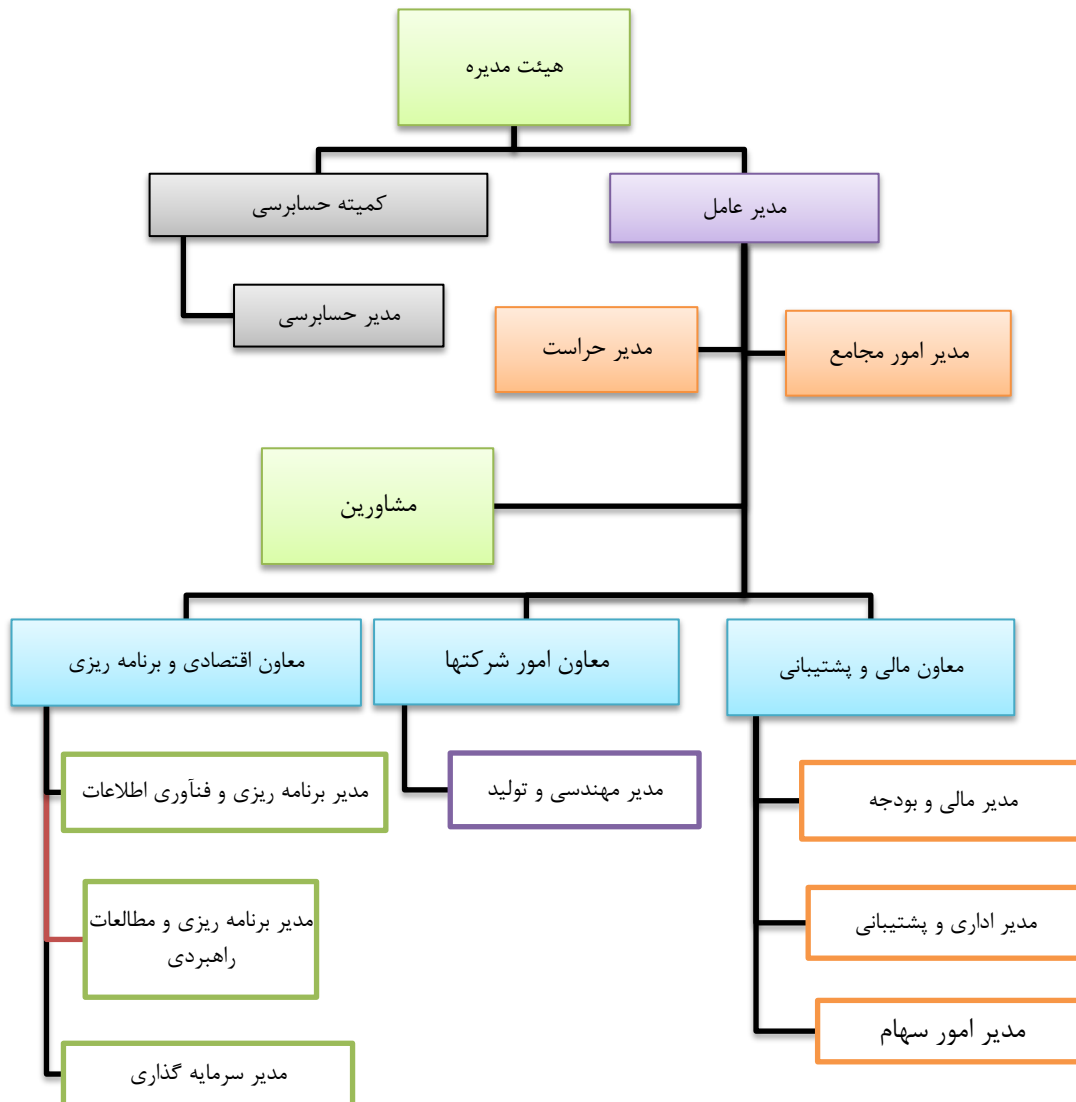 هیئت مدیره
مدیر عامل
کمیته حسابرسی
مدیر حسابرسی
مدیر امور مجامع
مدیر حراست
مشاورین
معاون مالی و پشتیبانی
معاون امور شرکتها
معاون اقتصادی و برنامه ریزی
مدیر مالی و بودجه
مدیر اداری و پشتیبانی
مدیر امور سهام
مدیر مهندسی و تولید
مدیر برنامه ریزی و فنآوری اطلاعات
مدیر برنامه ریزی و مطالعات
راهبردی
مدیر سرمایه گذاری